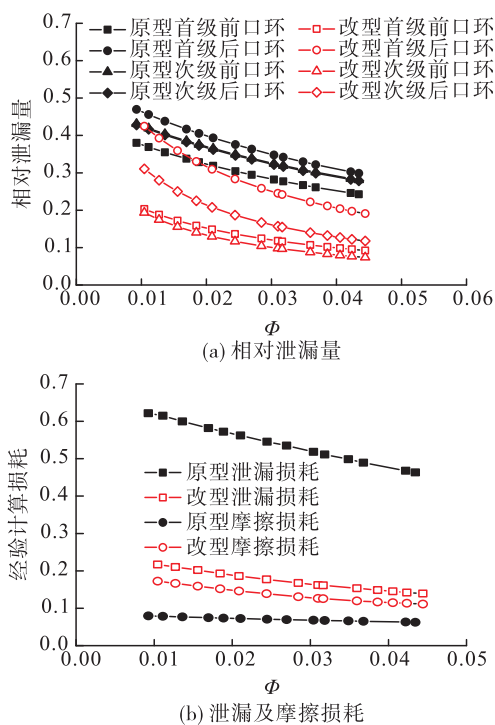 0.7
0.6
0.5
0.4
0.3
0.2
0.1
0.0
相对泄漏量
原型首级前口环 改型首级前口环
原型首级后口环 改型首级后口环
原型次级前口环 改型次级前口环
原型次级后口环 改型次级后口环
0.00 0.01 0.02 0.03 0.04 0.05 0.06
Φ
(a) 相对泄漏量
0.7
0.6
0.5
0.4
0.3
0.2
0.1
0.0
经验计算损耗
原型泄漏损耗
改型泄漏损耗
原型摩擦损耗
改型摩擦损耗
0.00 0.01 0.02 0.03 0.04 0.05
Φ
(b) 泄漏及摩擦损耗